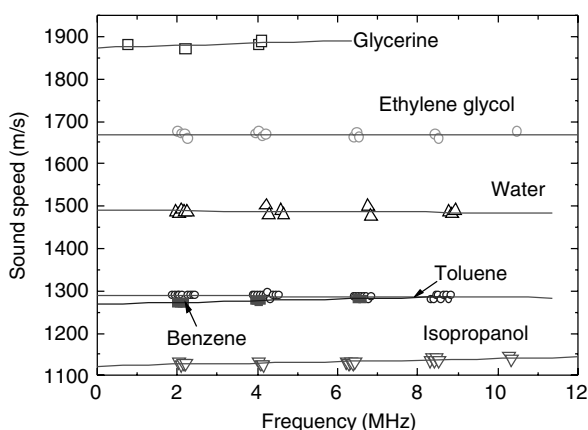 1900
1800
1700
1600
1500
1400
1300
1200
1100
Sound speed (m/s)
Glycerine
Ethylene glycol
Water
Toluene
Benzene
Isopropanol
0
2
4
6
8
10
12
Frequency (MHz)